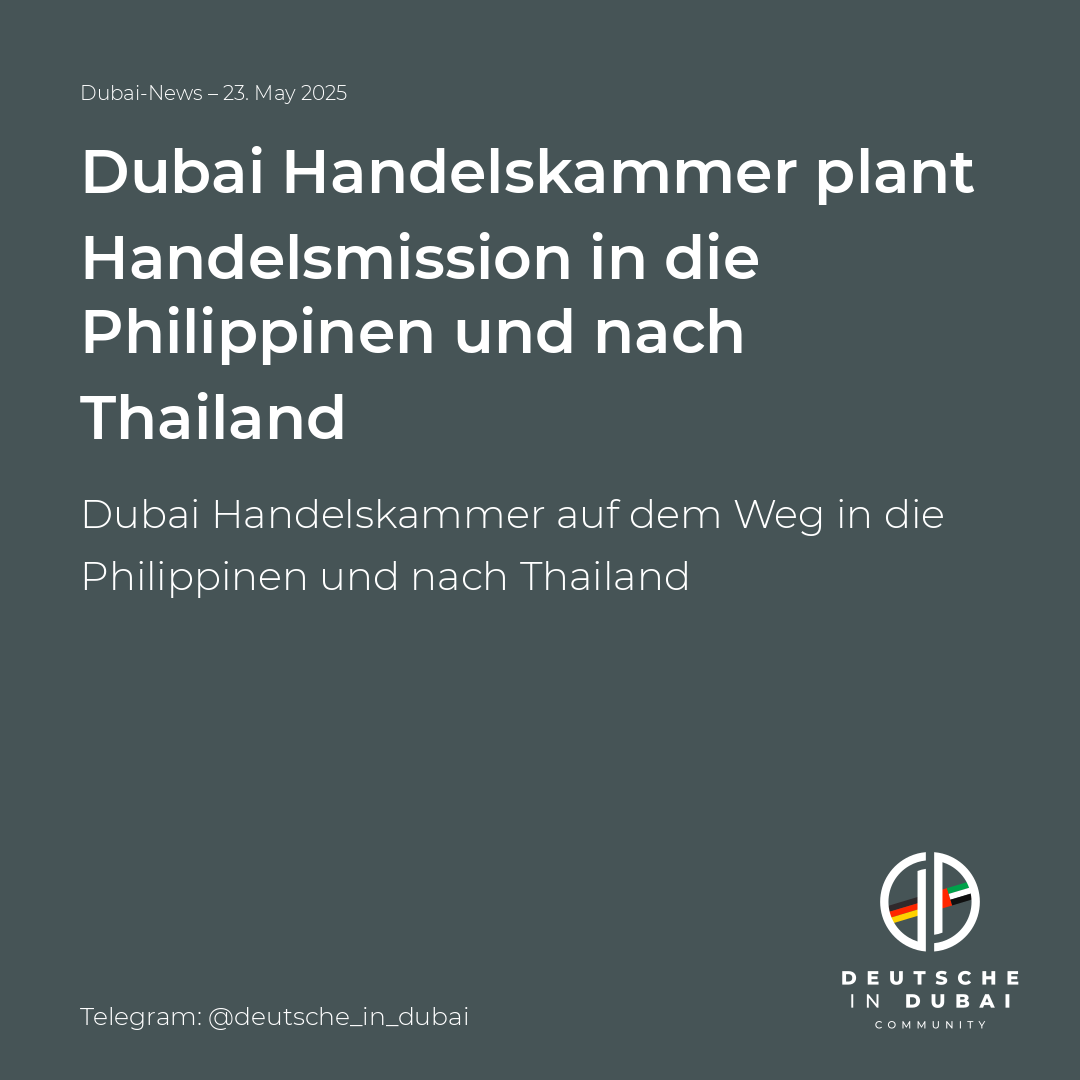 Dubai-News – 23. May 2025
Dubai Handelskammer plant
Handelsmission in die
Philippinen und nach
Thailand
Dubai Handelskammer auf dem Weg in die
Philippinen und nach Thailand
DEUTSCHE
IN DUBAI
COMMUNITY
Telegram: @deutsche_in_dubai